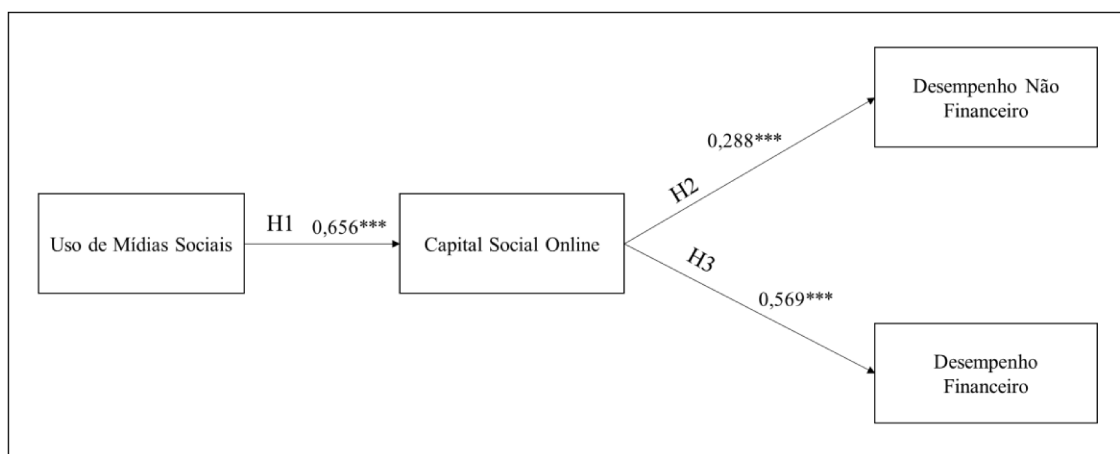 Desempenho Não
Financeiro
0,288***
H2
Uso de Mídias Sociais
H1
0,656***
Capital Social Online
H3
0,569***
Desempenho
Financeiro